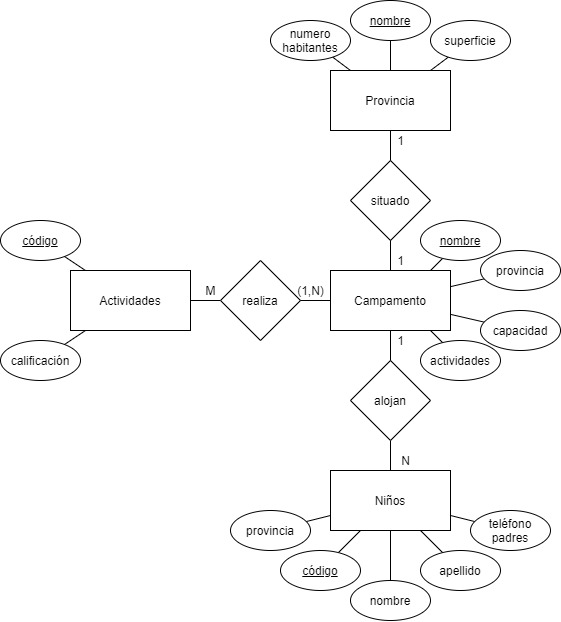 nombre
numero
habitantes
superficie
Provincia
1
situado
1
código
nombre
provincia
Actividades
M
realiza
(1,N)
Campamento
capacidad
calificación
1
actividades
alojan
N
Niños
provincia
teléfono
padres
código
apellido
nombre